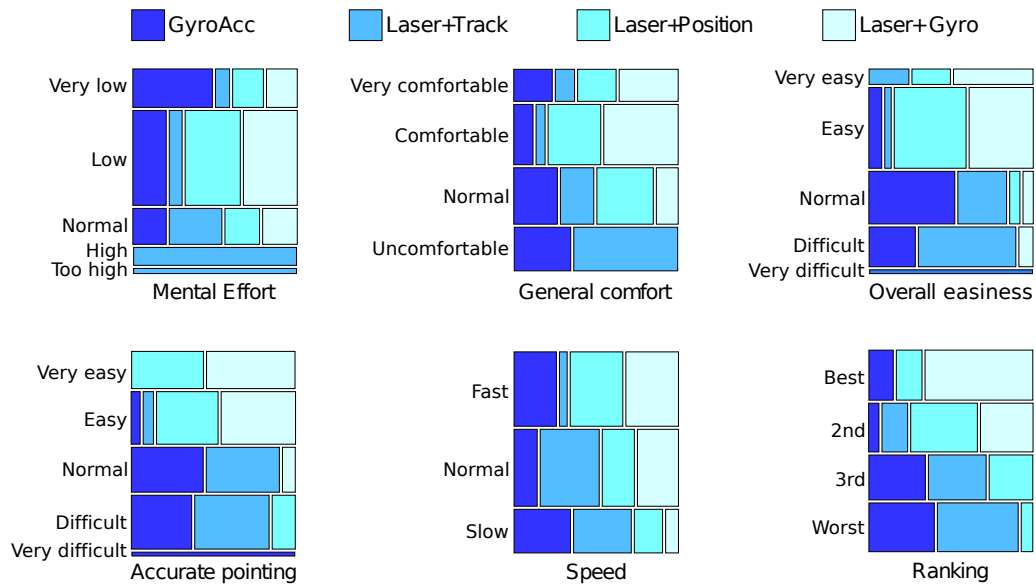 GyroAcc Laser+Track Laser+Position Laser+Gyro
Very low
Low
Normal
High
Too high
Mental Effort
Very comfortable
Comfortable
Normal
Uncomfortable
General comfort
Very easy
Easy
Normal
Difficult
Very difficult
Overall easiness
Very easy
Easy
Normal
Difficult
Very difficult
Accurate pointing
Fast
Normal
Slow
Speed
Best
2nd
3rd
Worst
Ranking